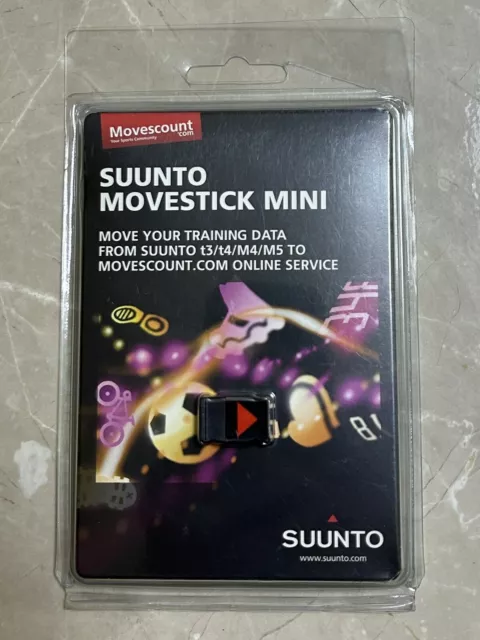 Movescount
.com
Your Sports Community
SUUNTO
MOVESTICK MINI
MOVE YOUR TRAINING DATA
FROM SUUNTO t3/t4/M4/M5 TO
MOVESCOUNT.COM ONLINE SERVICE
SUUNTO
www.suunto.com